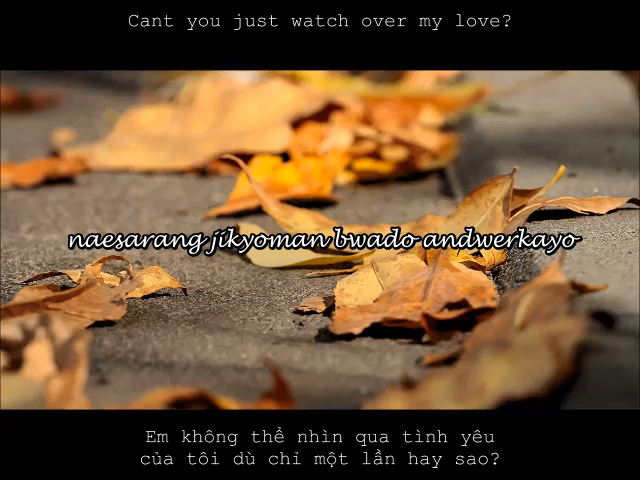 Cant you just watch over my love?
naesarang jikyoman bwado andwerkayo
Em không thể nhìn qua tình yêu
của tôi dù chỉ một lần hay sao?